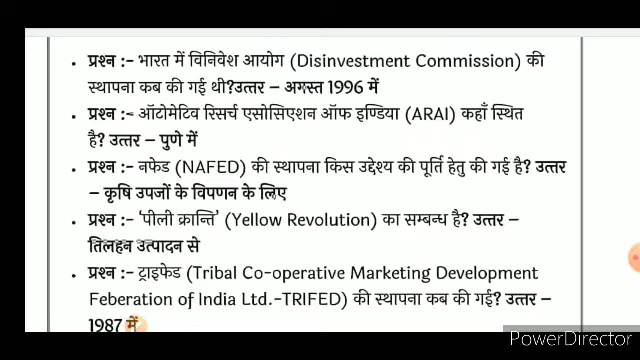 • प्रश्न :- भारत में विनिवेश आयोग (Disinvestment Commission) की
स्थापना कब की गई थी?उत्तर – अगस्त 1996 में
• प्रश्न :- ऑटोमेटिव रिसर्च एसोसिएशन ऑफ इण्डिया (ARAI) कहाँ स्थित
है? उत्तर – पुणे में
• प्रश्न :- नफेड (NAFED) की स्थापना किस उद्देश्य की पूर्ति हेतु की गई है? उत्तर
– कृषि उपजों के विपणन के लिए
• प्रश्न :- 'पीली क्रान्ति' (Yellow Revolution) का सम्बन्ध है? उत्तर –
तिलहन उत्पादन से
• प्रश्न :- ट्राइफेड (Tribal Co-operative Marketing Development
Feberation of India Ltd.-TRIFED) की स्थापना कब की गई? उत्तर –
1987 में
PowerDirector